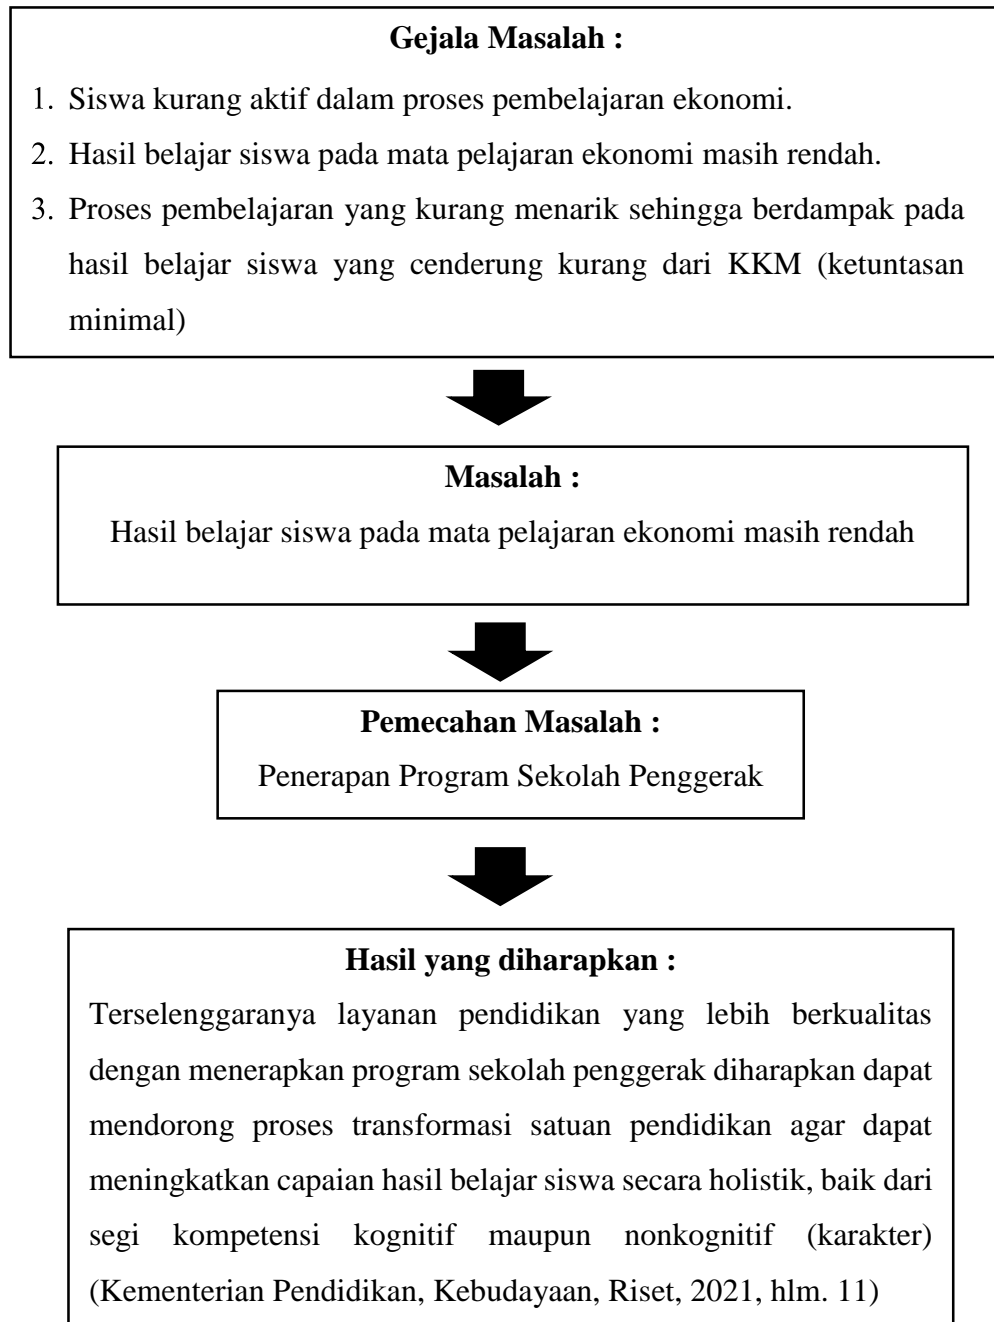 Gejala Masalah :
1. Siswa kurang aktif dalam proses pembelajaran ekonomi.
2. Hasil belajar siswa pada mata pelajaran ekonomi masih rendah.
3. Proses pembelajaran yang kurang menarik sehingga berdampak pada
hasil belajar siswa yang cenderung kurang dari KKM (ketuntasan
minimal)
Masalah :
Hasil belajar siswa pada mata pelajaran ekonomi masih rendah
Pemecahan Masalah :
Penerapan Program Sekolah Penggerak
Hasil yang diharapkan :
Terselenggaranya layanan pendidikan yang lebih berkualitas
dengan menerapkan program sekolah penggerak diharapkan dapat
mendorong proses transformasi satuan pendidikan agar dapat
meningkatkan capaian hasil belajar siswa secara holistik, baik dari
segi kompetensi kognitif maupun nonkognitif (karakter)
(Kementerian Pendidikan, Kebudayaan, Riset, 2021, hlm. 11)